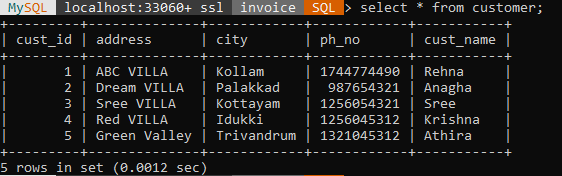 MySQL localhost:33060+ ssl invoice SQL > select * from customer;
+---------+--------------+------------+------------+-----------+
| cust_id | address      | city       | ph_no      | cust_name |
+---------+--------------+------------+------------+-----------+
|       1 | ABC VILLA    | Kollam     | 1744774490 | Rehna     |
|       2 | Dream VILLA  | Palakkad   |  987654321 | Anagha    |
|       3 | Sree VILLA   | Kottayam   | 1256054321 | Sree      |
|       4 | Red VILLA    | Idukki     | 1256045312 | Krishna   |
|       5 | Green Valley | Trivandrum | 1321045312 | Athira    |
+---------+--------------+------------+------------+-----------+
5 rows in set (0.0012 sec)